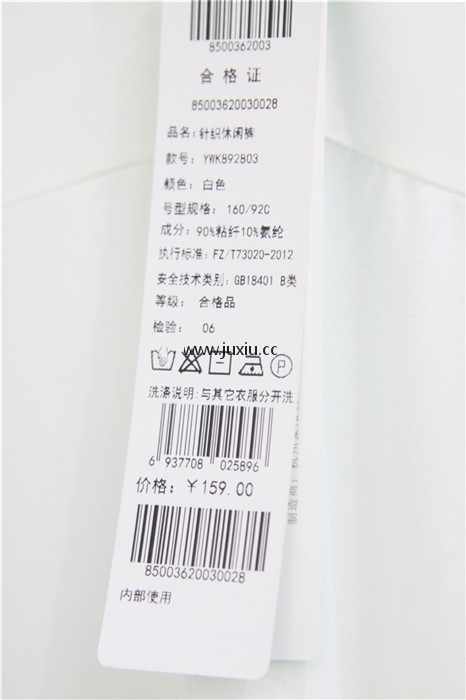 8500362003
合格证
85003620030028
品名：针织休闲裤
款号： YWK892803
颜色： 白色
号型规格： 160/92C
成分：90%粘纤10%氨纶
执行标准：FZ/T73020-2012
安全技术类别：GB18401 B类
等级： 合格品
检验： 06
www.juxiu.cc
P
洗涤说明:与其它衣服分开洗
6 937708 025896
价格：￥159.00
85003620030028
内部使用
制造商：